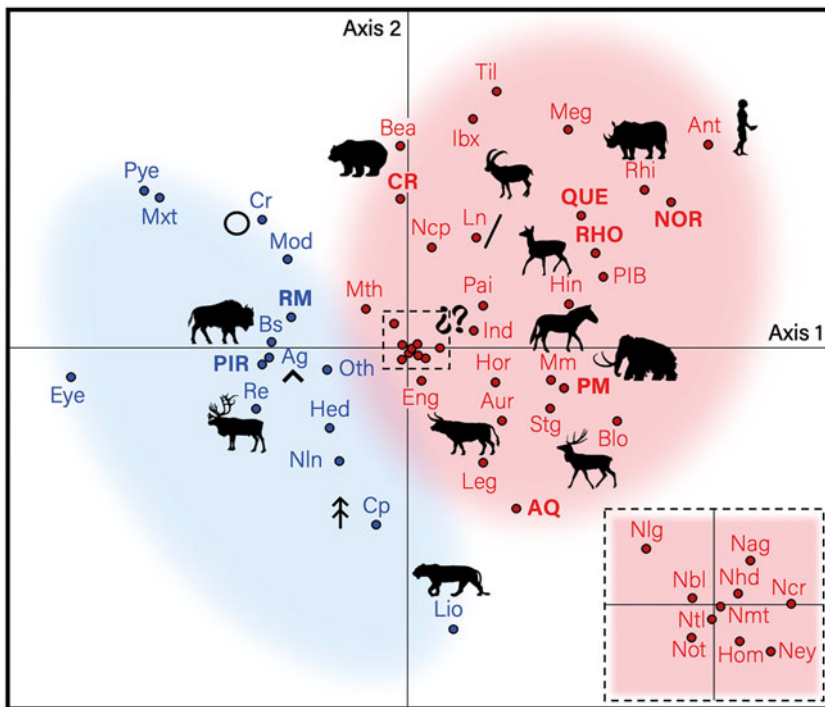 Axis 2
Til
Meg
Ant
Ibx
Bea
Rhi
Pye
Mxt
Cr
CR
QUE
NOR
Ln
RHO
Ncp
Mod
PIB
Mth
Pai
Hin
RM
¿?
Ind
Axis 1
Bs
PIR
Ag
Oth
Eye
Eng
Hor
Mm
PM
Re
Aur
Stg
Blo
Hed
Nln
Leg
Cp
AQ
Lio
Nlg
Nag
Nbl
Nhd
Ncr
Ntl
Nmt
Not
Hom
Ney